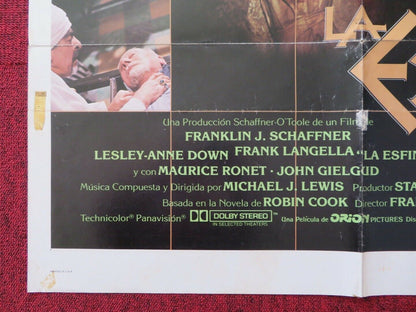 LA
Una Producción Schaffner-O'Toole de un Film de
FRANKLIN J. SCHAFFNER
LESLEY-ANNE DOWN FRANK LANGELLA "LA ESFIN
y con MAURICE RONET · JOHN GIELGUD
Música Compuesta y Dirigida por MICHAEL J. LEWIS Productor STA
Basada en la Novela de ROBIN COOK Director FRA
Technicolor® Panavision® DOLBY STEREO Una Película de ORION PICTURES Dis
IN SELECTED THEATERS